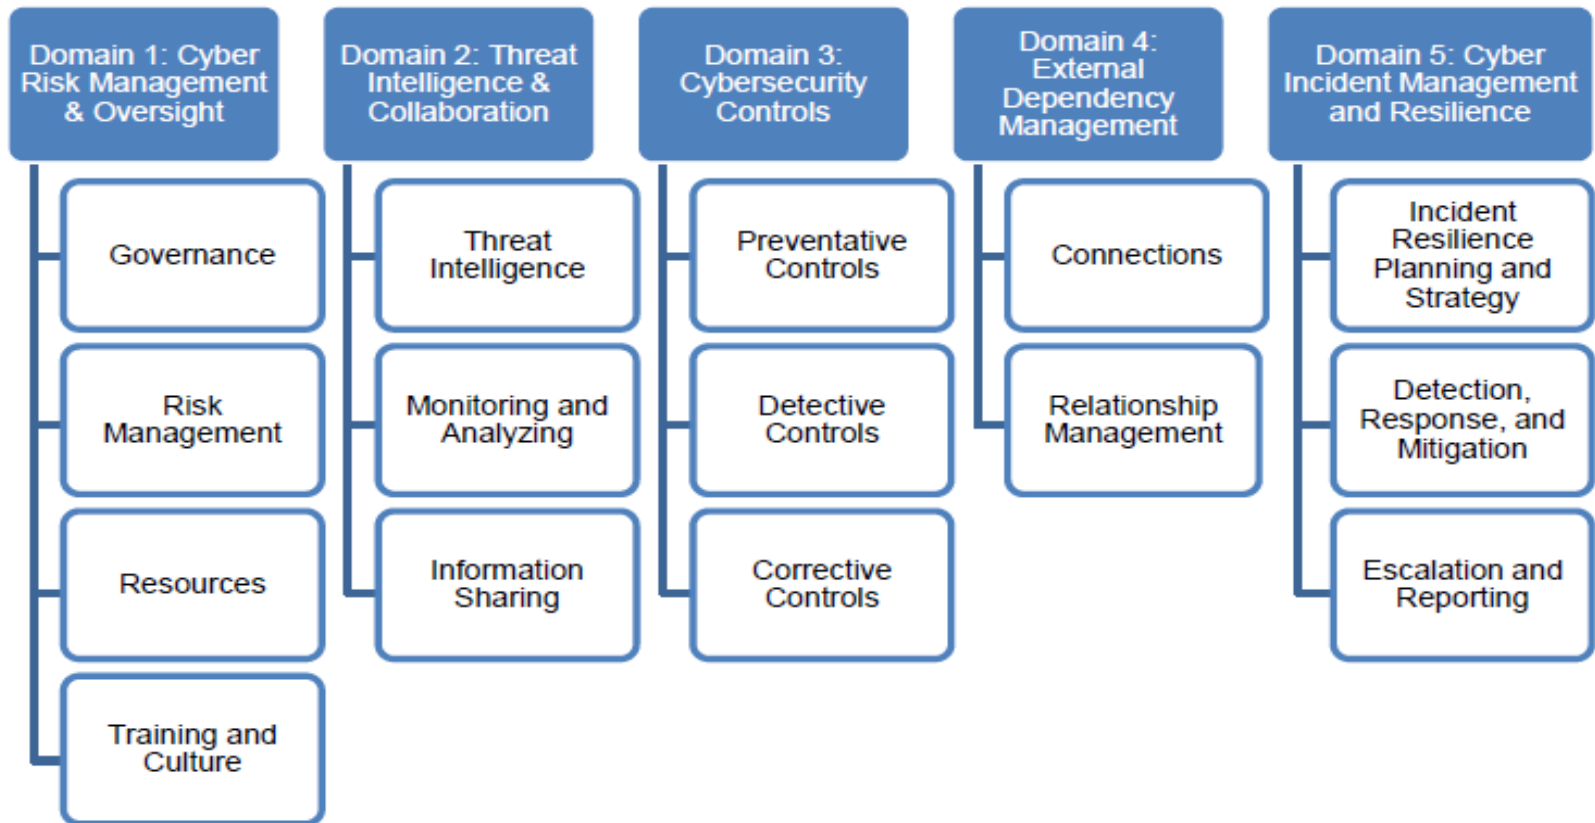 Domain 1: Cyber
Risk Management
& Oversight
Governance
Risk
Management
Resources
Training and
Culture
Domain 2: Threat
Intelligence &
Collaboration
Threat
Intelligence
Monitoring and
Analyzing
Information
Sharing
Domain 3:
Cybersecurity
Controls
Preventative
Controls
Detective
Controls
Corrective
Controls
Domain 4:
External
Dependency
Management
Connections
Relationship
Management
Domain 5: Cyber
Incident Management
and Resilience
Incident
Resilience
Planning and
Strategy
Detection,
Response, and
Mitigation
Escalation and
Reporting